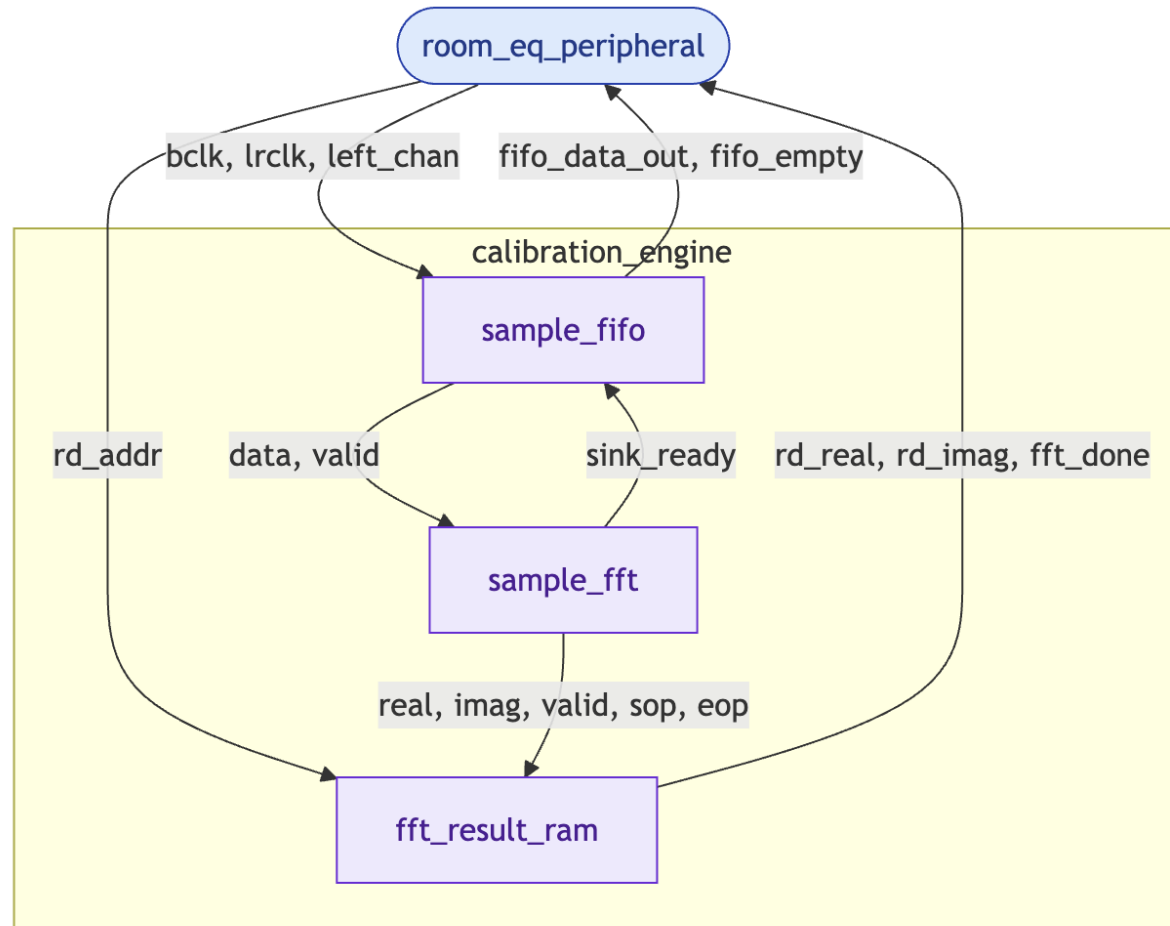 room_eq_peripheral
bclk, lrclk, left_chan
fifo_data_out, fifo_empty
calibration_engine
sample_fifo
rd_addr
data, valid
sink_ready
rd_real, rd_imag, fft_done
sample_fft
real, imag, valid, sop, eop
fft_result_ram